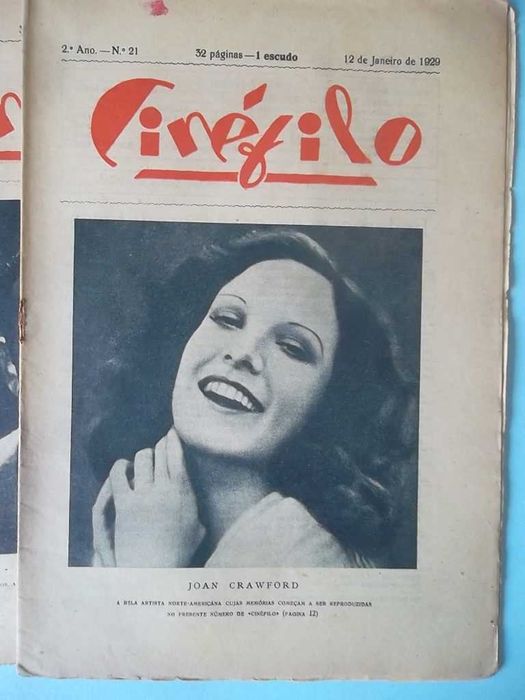 2.º Ano. — N.º 21
32 páginas — 1 escudo
12 de Janeiro de 1929
Cinéfilo
JOAN CRAWFORD
A BELA ARTISTA NORTE-AMERICANA CUJAS MEMÓRIAS COMEÇAM A SER REPRODUZIDAS
NO PRESENTE NÚMERO DE «CINÉFILO» (PÁGINA 12)